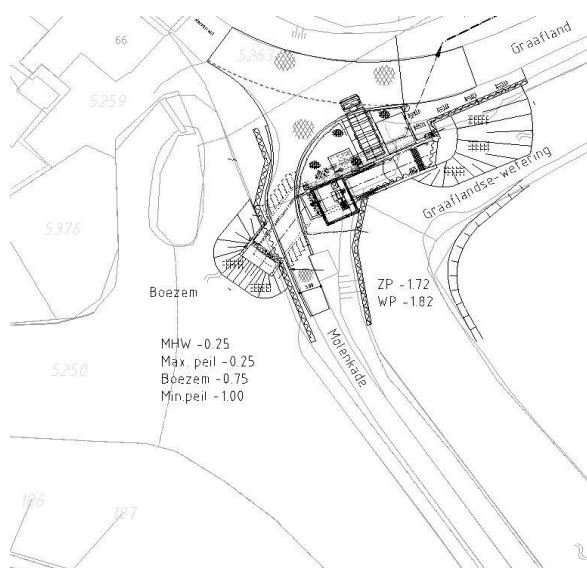 66
5263
Graafland
5259
Graaflandse-wetering
5376
Boezem
ZP -1.72
WP -1.82
MHW -0.25
Max. peil -0.25
Boezem -0.75
Min.peil -1.00
Molenkade
5250
186
187